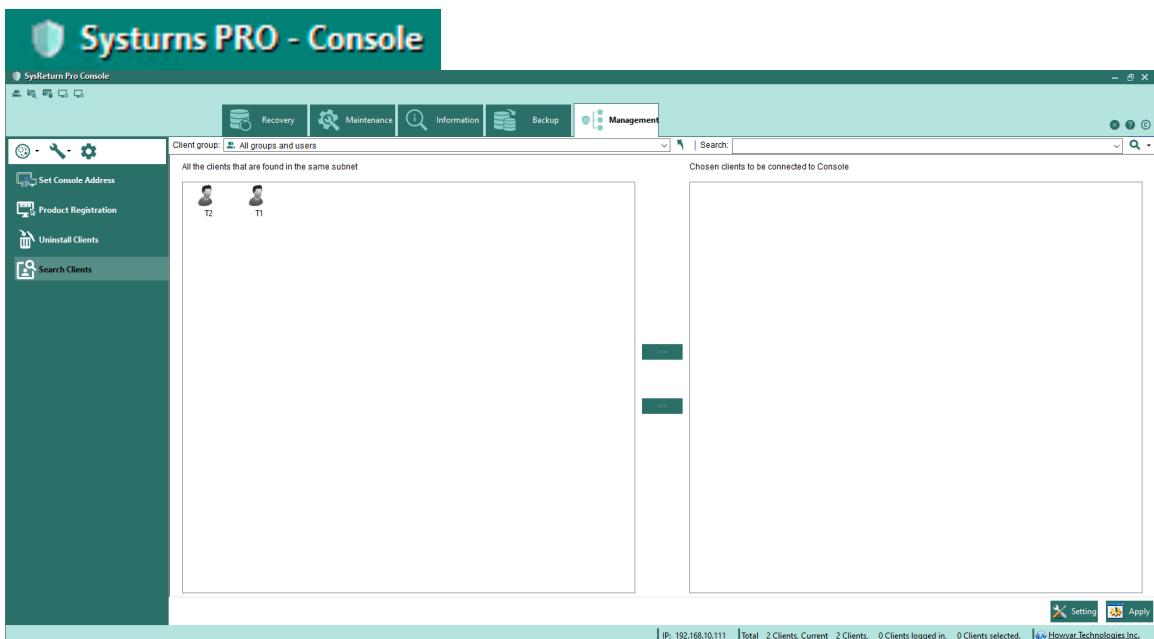 Systurns PRO - Console
SysReturn Pro Console
Recovery Maintenance Information Backup Management
Client group: All groups and users Search:
All the clients that are found in the same subnet Chosen clients to be connected to Console
Set Console Address
T2 T1
Product Registration
Uninstall Clients
Search Clients
>>
<<
Setting Apply
IP: 192.168.10.111 Total 2 Clients, Current 2 Clients, 0 Clients logged in, 0 Clients selected. Howyar Technologies Inc.